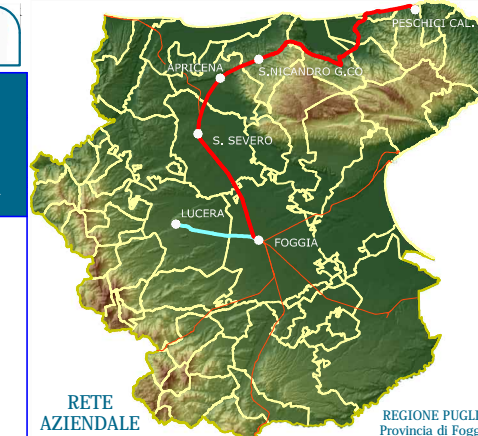 PESCHICI CAL.
APRICENA
S.NICANDRO G.CO
S. SEVERO
LUCERA
FOGGIA
RETE
AZIENDALE
REGIONE PUGLI
Provincia di Fogg